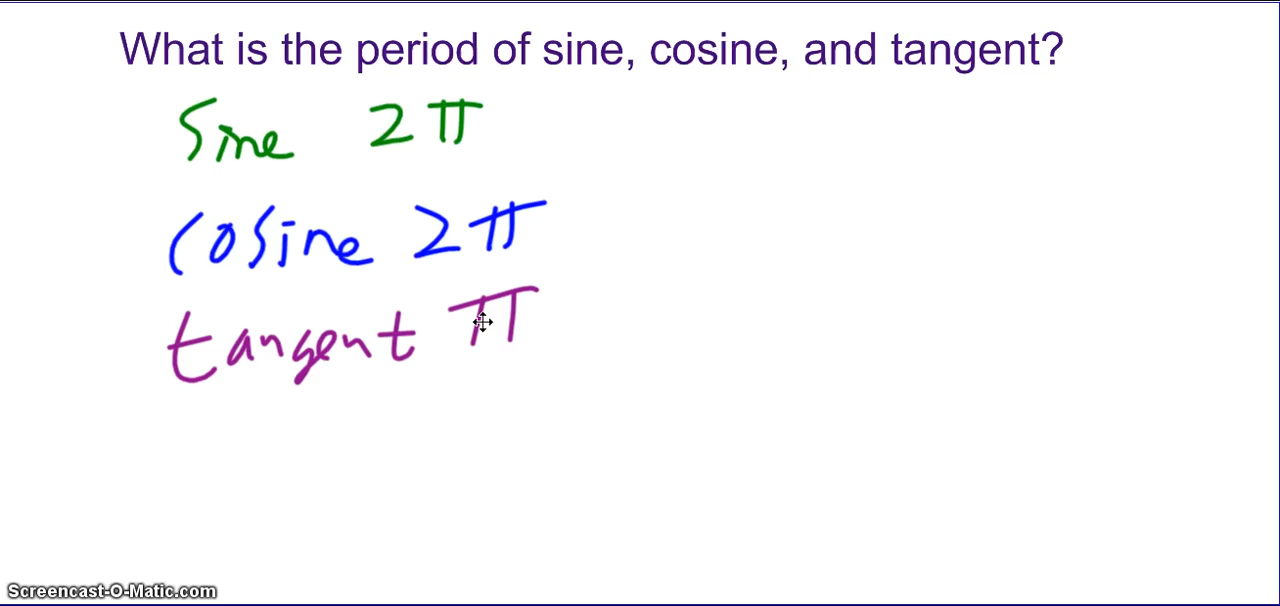 What is the period of sine, cosine, and tangent?
Sine 2π
Cosine 2π
tangent π
Screencast-O-Matic.com